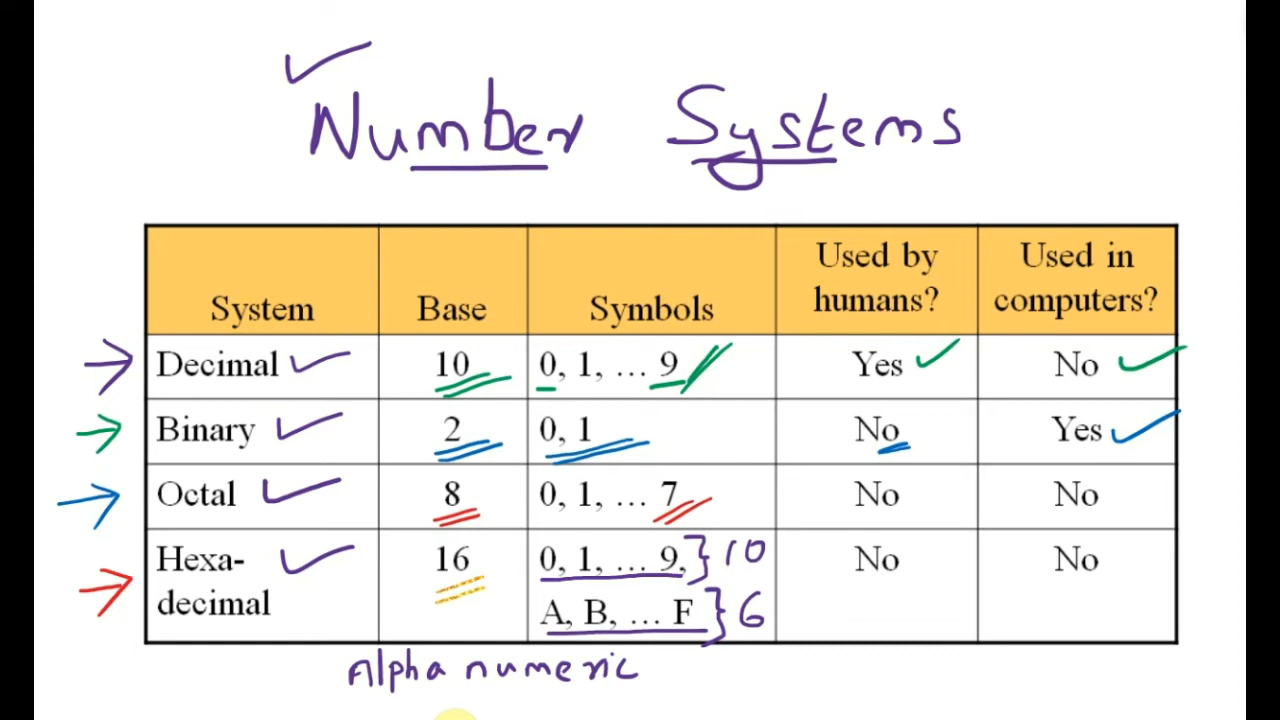 Number Systems
System Base Symbols Used by humans? Used in computers?
Decimal 10 0, 1, … 9 Yes No
Binary 2 0, 1 No Yes
Octal 8 0, 1, … 7 No No
Hexa- 16 0, 1, … 9, } 10 No No
decimal A, B, … F } 6
Alpha numeric